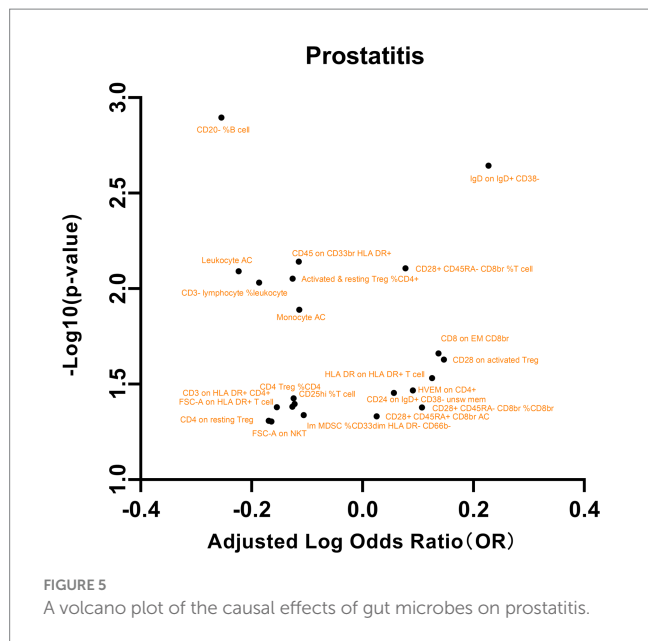 Prostatitis
-Log10(p-value)
3.0
2.5
2.0
1.5
1.0
CD20- %B cell
IgD on IgD+ CD38-
Leukocyte AC
CD45 on CD33br HLA DR+
CD28+ CD45RA- CD8br %T cell
Activated & resting Treg %CD4+
CD3- lymphocyte %leukocyte
Monocyte AC
CD8 on EM CD8br
CD28 on activated Treg
HLA DR on HLA DR+ T cell
CD4 Treg %CD4
HVEM on CD4+
CD3 on HLA DR+ CD4+
CD25hi %T cell
CD24 on IgD+ CD38- unsw mem
FSC-A on HLA DR+ T cell
CD28+ CD45RA- CD8br %CD8br
CD28+ CD45RA+ CD8br AC
CD4 on resting Treg
Im MDSC %CD33dim HLA DR- CD66b-
FSC-A on NKT
-0.4 -0.2 0.0 0.2 0.4
Adjusted Log Odds Ratio（OR）
FIGURE 5
A volcano plot of the causal effects of gut microbes on prostatitis.